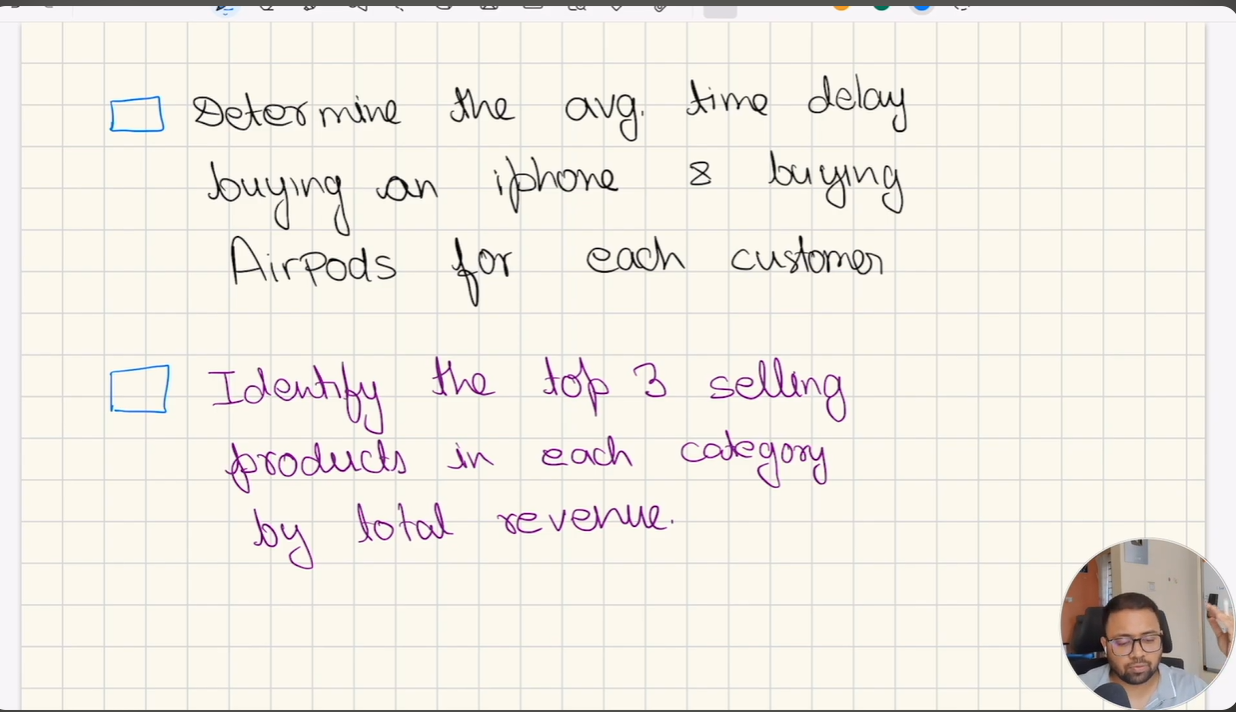 Determine the avg. time delay
buying an iphone & buying
Airpods for each customer
Identify the top 3 selling
products in each category
by total revenue.